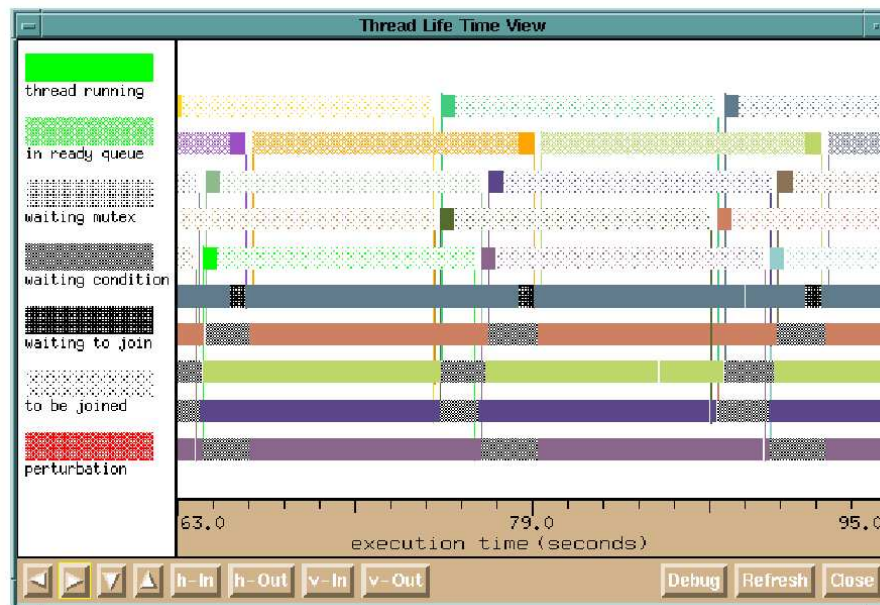 Thread Life Time View
thread running
in ready queue
waiting mutex
waiting condition
waiting to join
to be joined
perturbation
63.0 79.0 95.0
execution time (seconds)
h-In h-Out v-In v-Out Debug Refresh Close